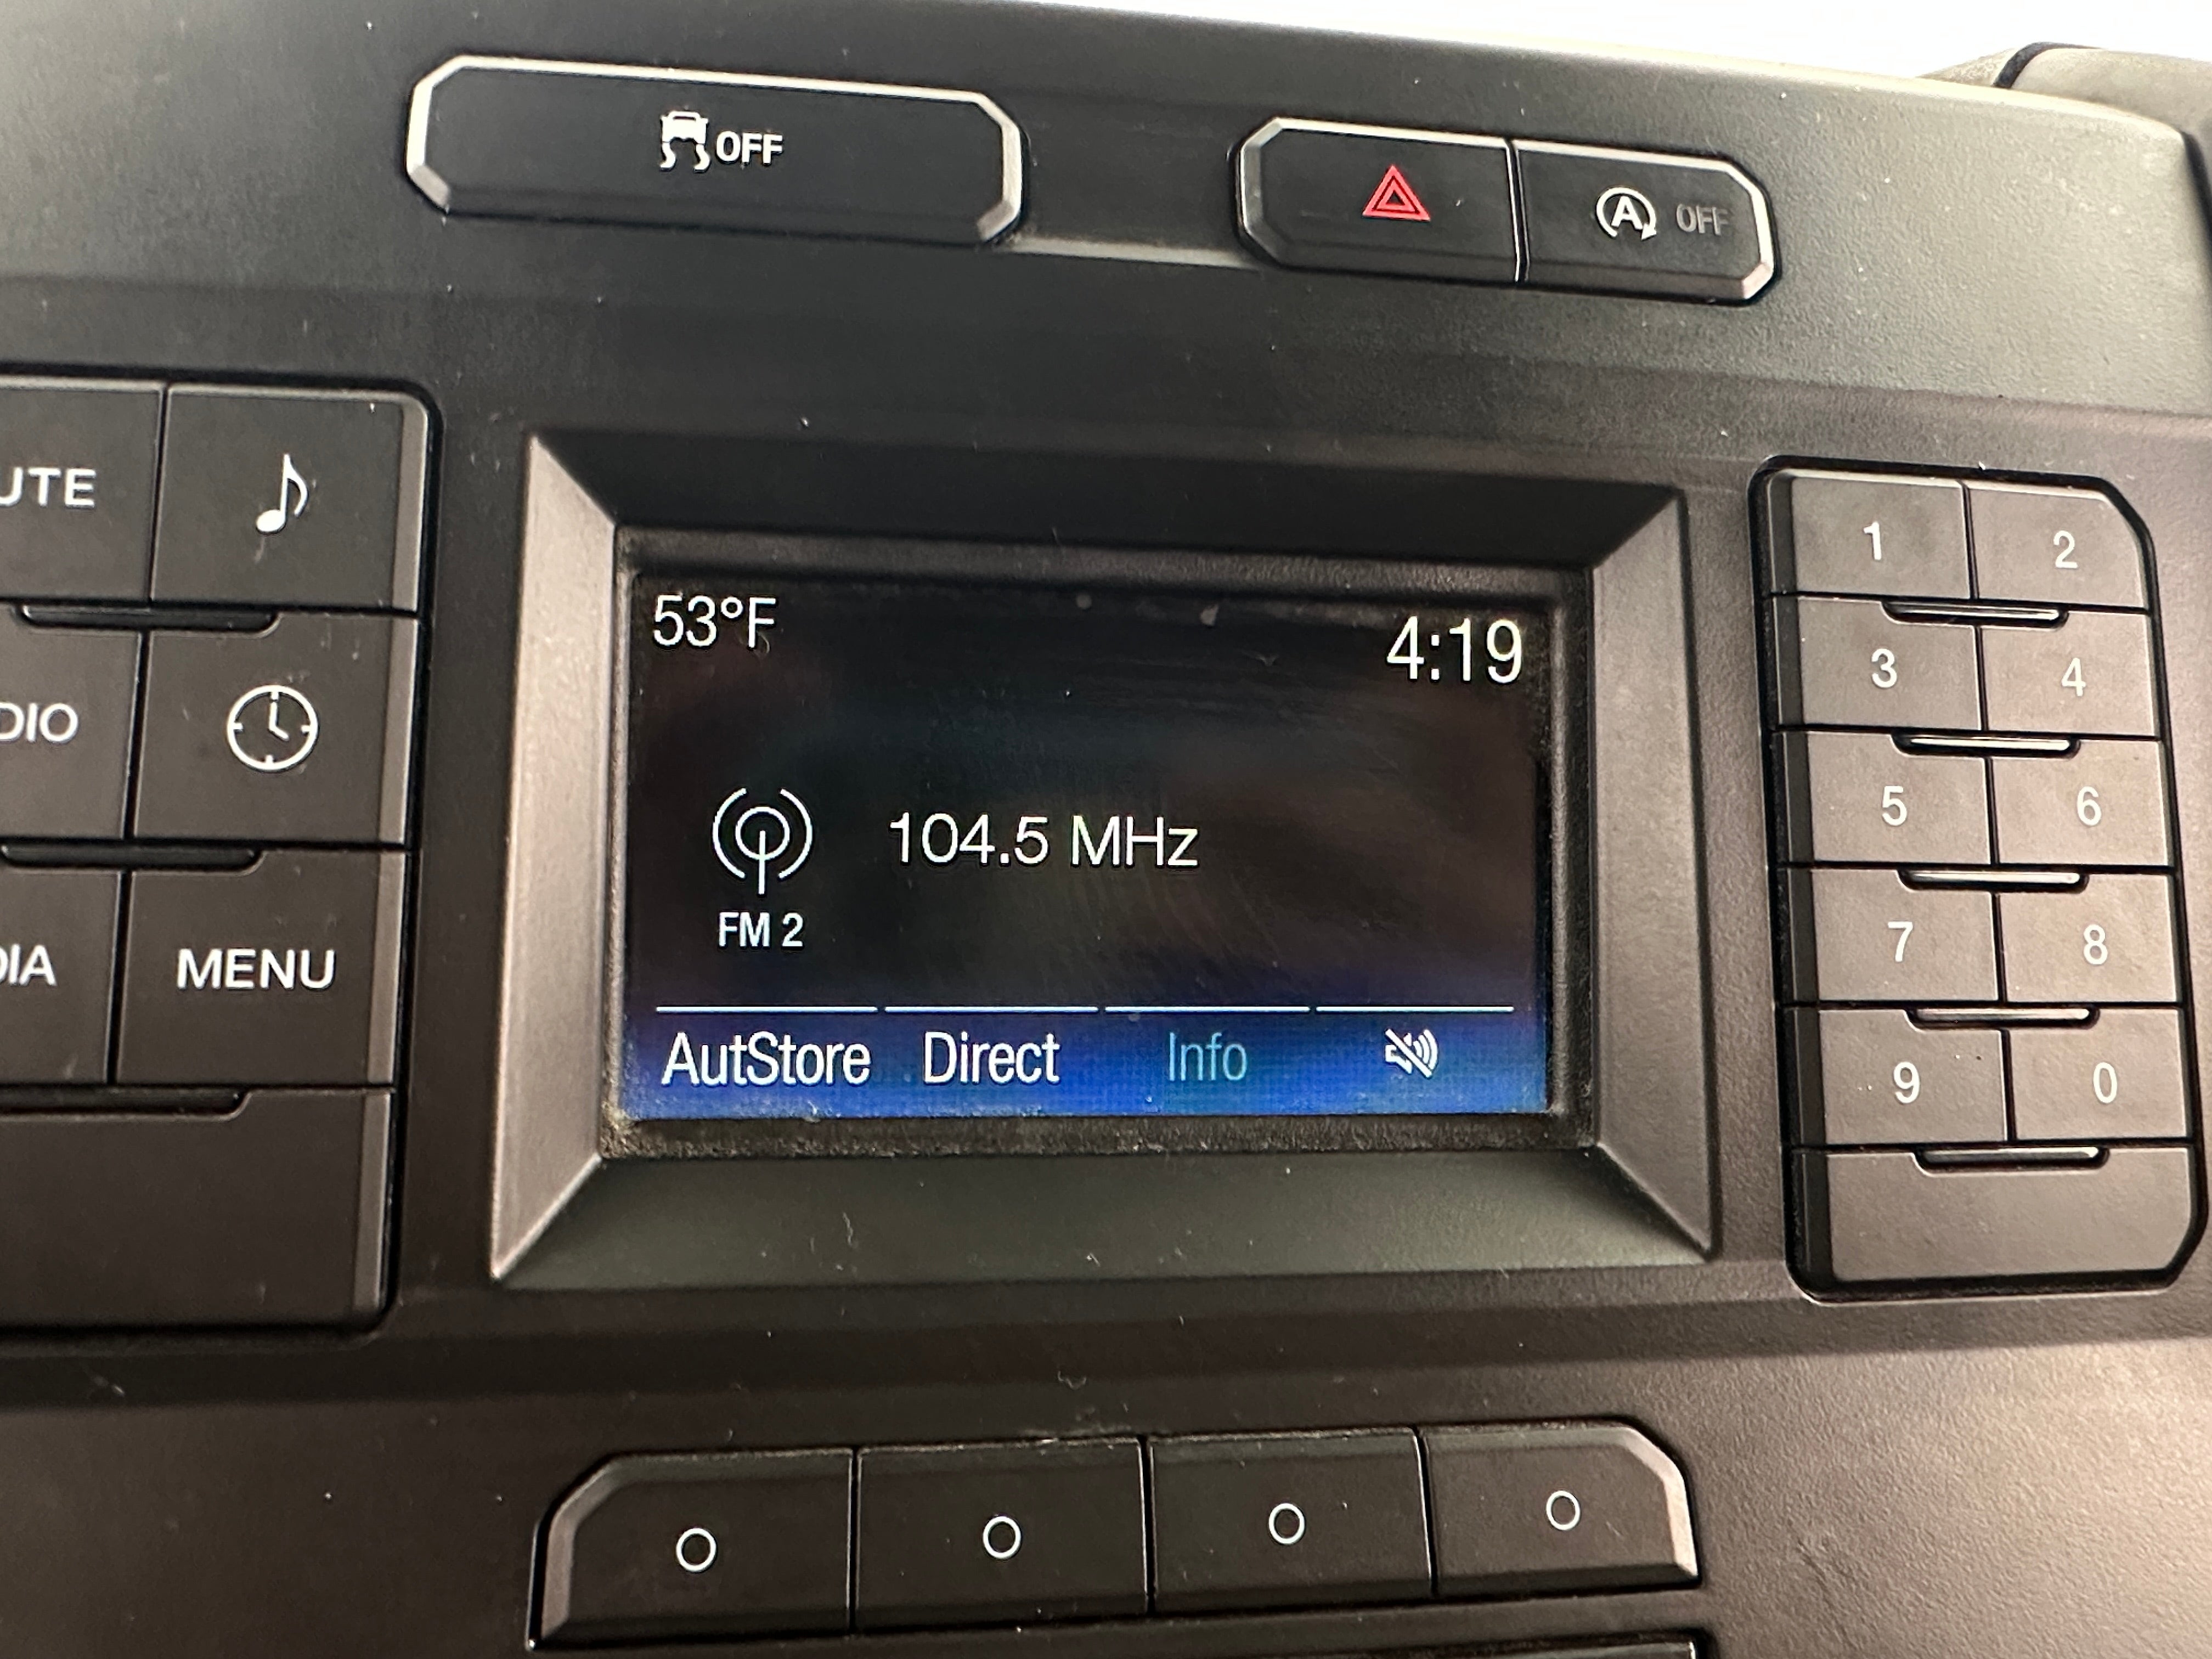 OFF
OFF
UTE
DIO
DIA
MENU
53°F
4:19
104.5 MHz
FM 2
AutStore Direct Info
1 2
3 4
5 6
7 8
9 0